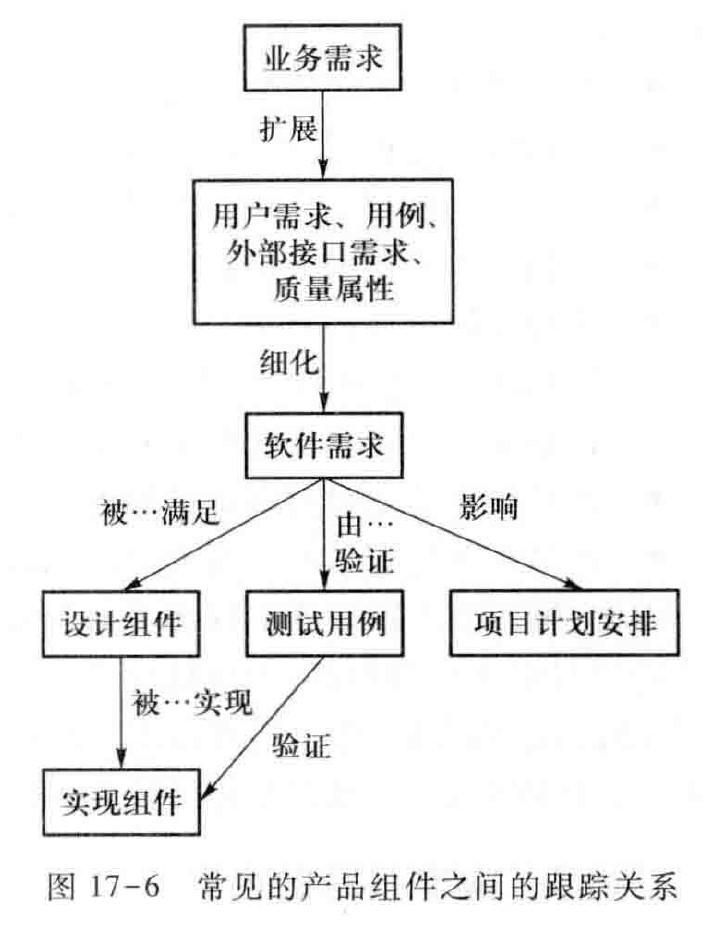 业务需求
扩展
用户需求、用例、
外部接口需求、
质量属性
细化
软件需求
被…满足
由…
验证
影响
设计组件
测试用例
项目计划安排
被…实现
验证
实现组件
图 17-6 常见的产品组件之间的跟踪关系